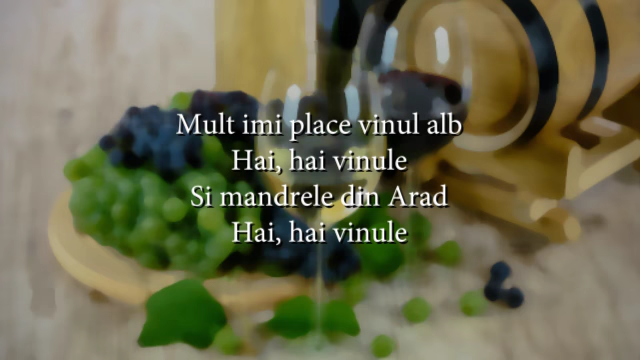 Mult imi place vinul alb
Hai, hai vinule
Si mandrele din Arad
Hai, hai vinule